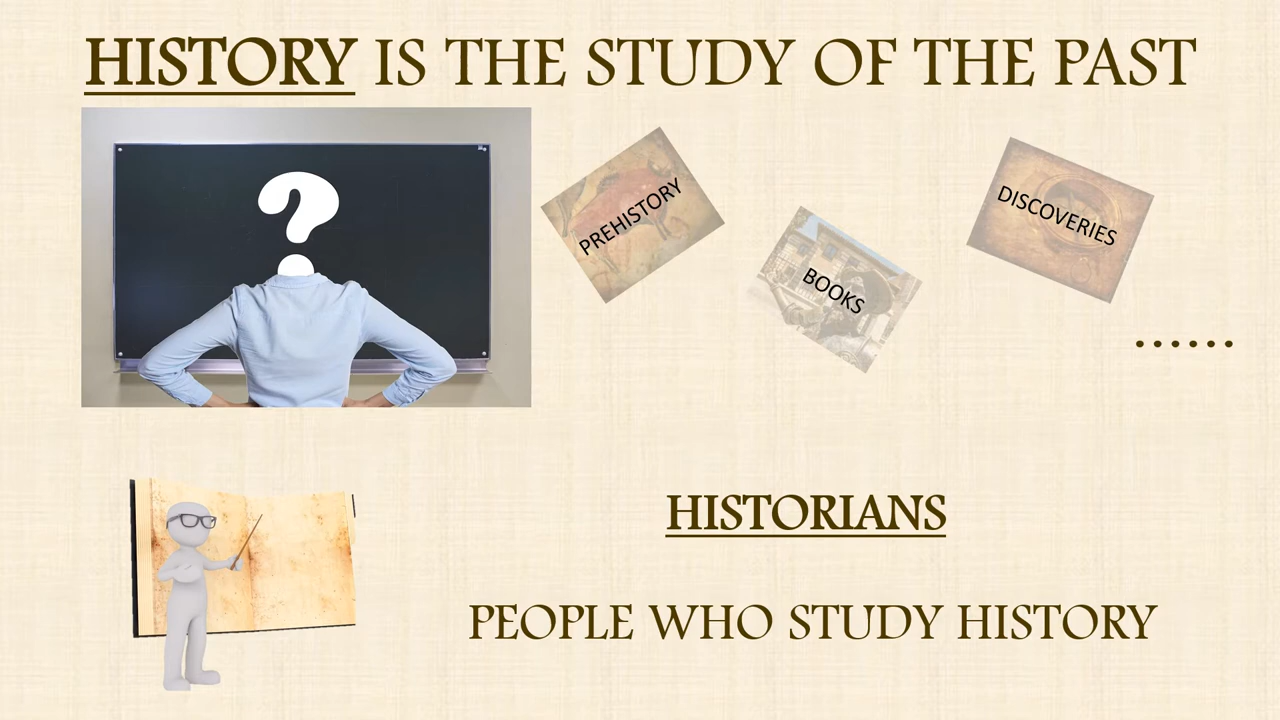 HISTORY IS THE STUDY OF THE PAST
?
PREHISTORY
BOOKS
DISCOVERIES
......
HISTORIANS
PEOPLE WHO STUDY HISTORY